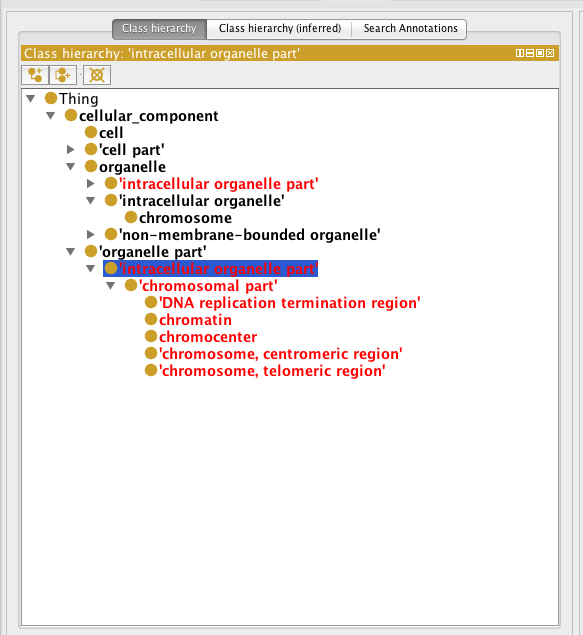 Class hierarchy Class hierarchy (inferred) Search Annotations
Class hierarchy: 'intracellular organelle part'
Thing
cellular_component
cell
'cell part'
organelle
'intracellular organelle part'
'intracellular organelle'
chromosome
'non-membrane-bounded organelle'
'organelle part'
'intracellular organelle part'
'chromosomal part'
'DNA replication termination region'
chromatin
chromocenter
'chromosome, centromeric region'
'chromosome, telomeric region'